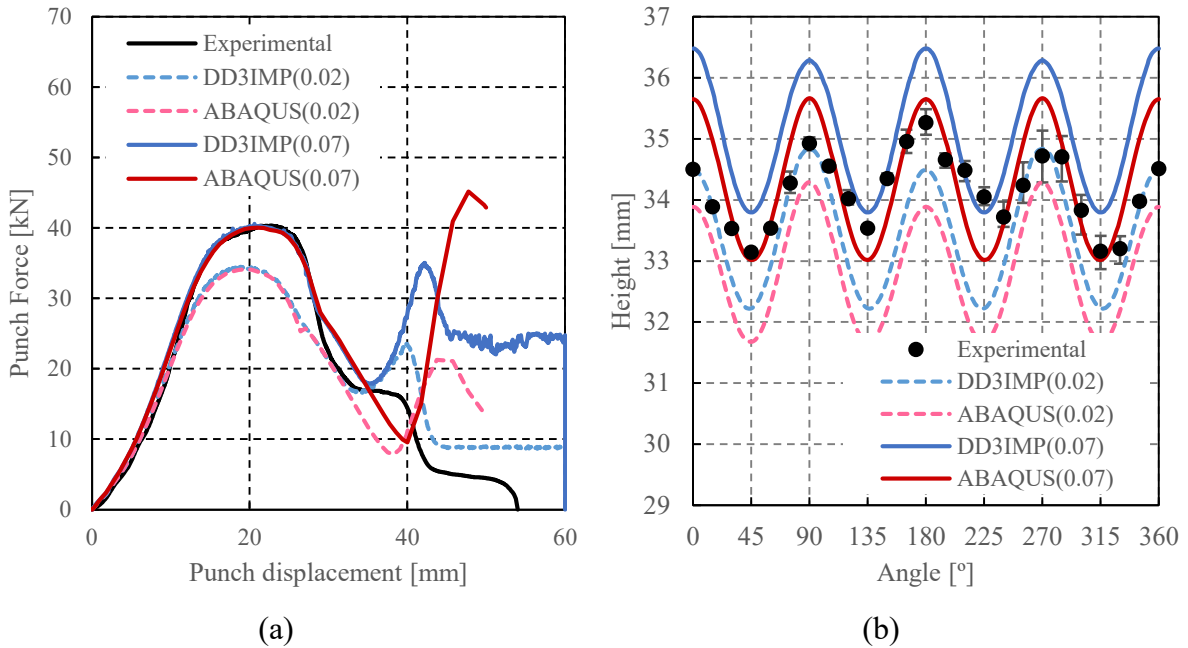 70
60
50
40
30
20
10
0
Punch Force [kN]
Experimental
DD3IMP(0.02)
ABAQUS(0.02)
DD3IMP(0.07)
ABAQUS(0.07)
0 20 40 60
Punch displacement [mm]
(a)
37
36
35
34
33
32
31
30
29
Height [mm]
Experimental
DD3IMP(0.02)
ABAQUS(0.02)
DD3IMP(0.07)
ABAQUS(0.07)
0 45 90 135 180 225 270 315 360
Angle [º]
(b)